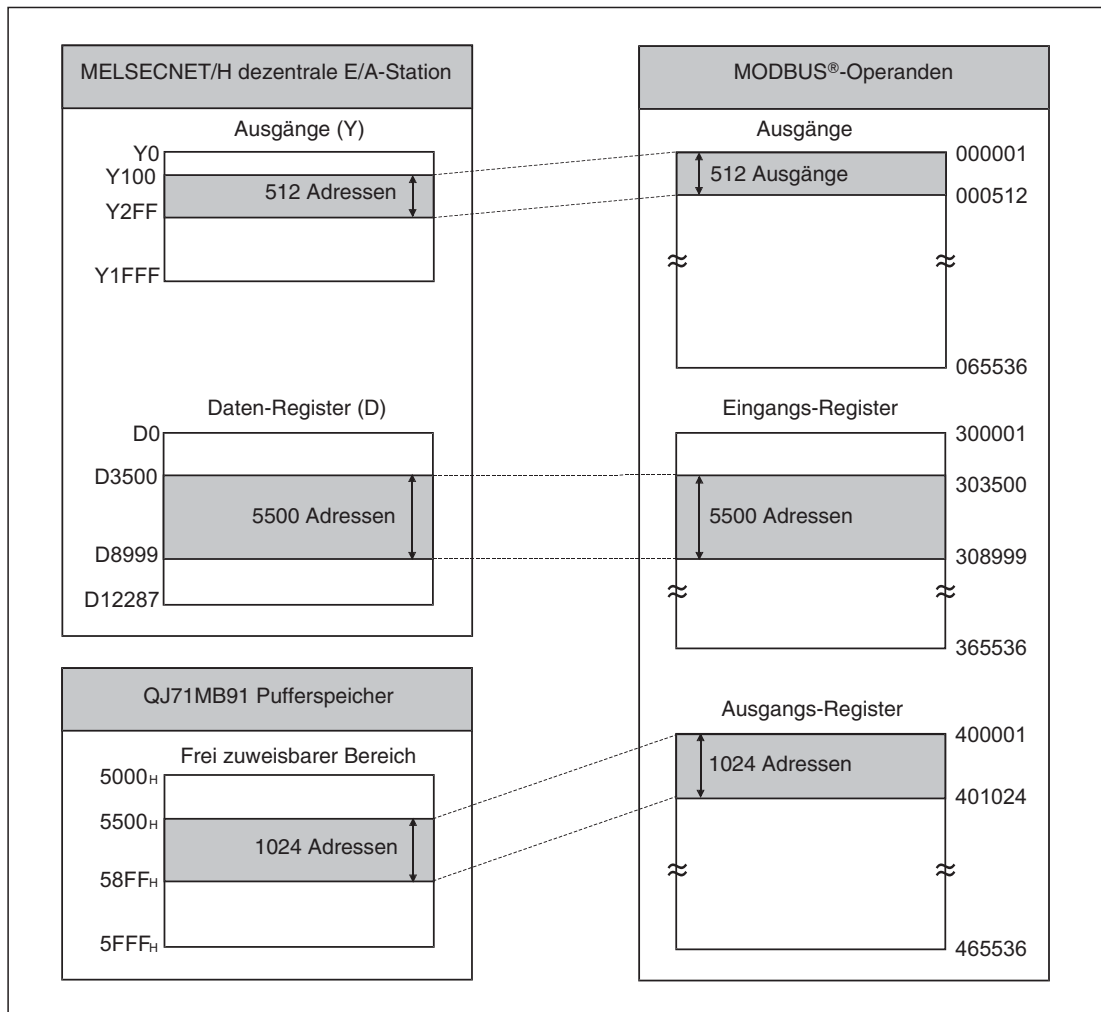 MELSECNET/H dezentrale E/A-Station
Ausgänge (Y)
Y0
Y100
512 Adressen
Y2FF
Y1FFF
Daten-Register (D)
D0
D3500
5500 Adressen
D8999
D12287
QJ71MB91 Pufferspeicher
Frei zuweisbarer Bereich
5000H
5500H
1024 Adressen
58FFH
5FFFH
MODBUS®-Operanden
Ausgänge
000001
512 Ausgänge
000512
065536
Eingangs-Register
300001
303500
5500 Adressen
308999
365536
Ausgangs-Register
400001
1024 Adressen
401024
465536